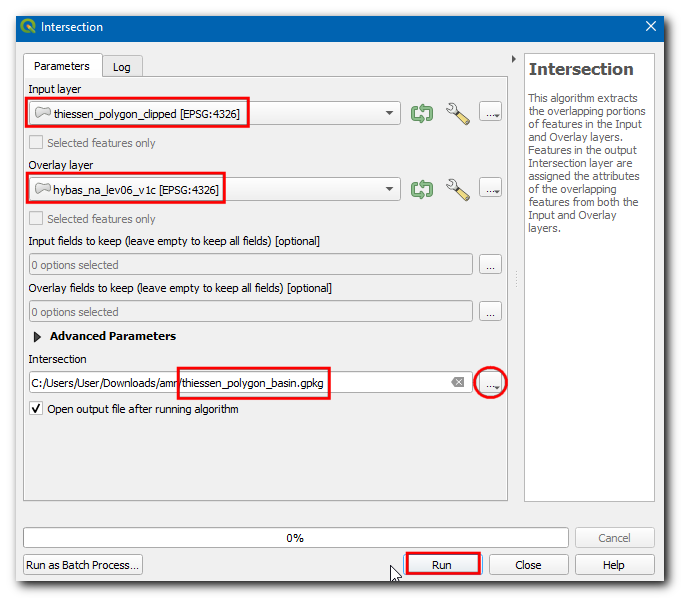 Intersection
Parameters
Log
Input layer
thiessen_polygon_clipped [EPSG:4326]
...
Selected features only
Overlay layer
hybas_na_lev06_v1c [EPSG:4326]
...
Selected features only
Input fields to keep (leave empty to keep all fields) [optional]
0 options selected
...
Overlay fields to keep (leave empty to keep all fields) [optional]
0 options selected
...
Advanced Parameters
Intersection
C:/Users/User/Downloads/amr/thiessen_polygon_basin.gpkg
...
Open output file after running algorithm
Intersection
This algorithm extracts
the overlapping portions
of features in the Input
and Overlay layers.
Features in the output
Intersection layer are
assigned the attributes
of the overlapping
features from both the
Input and Overlay
layers.
0%
Cancel
Run as Batch Process...
Run
Close
Help